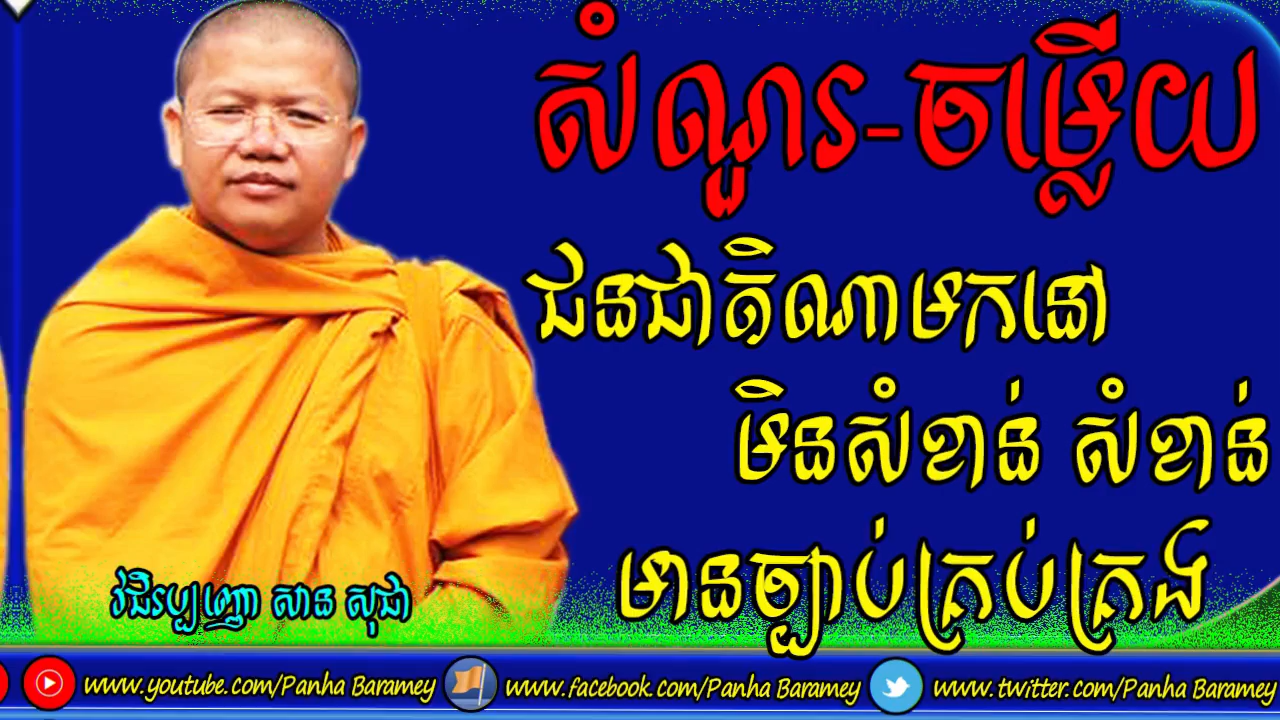 សំណួរ-ចម្លើយ
ជនជាតិណាមកនៅ
មិនសំខាន់ សំខាន់
មានច្បាប់គ្រប់គ្រង
វជិរប្បញ្ញោ សាន សុជា
www.youtube.com/Panha Baramey www.facebook.com/Panha Baramey www.twitter.com/Panha Baramey